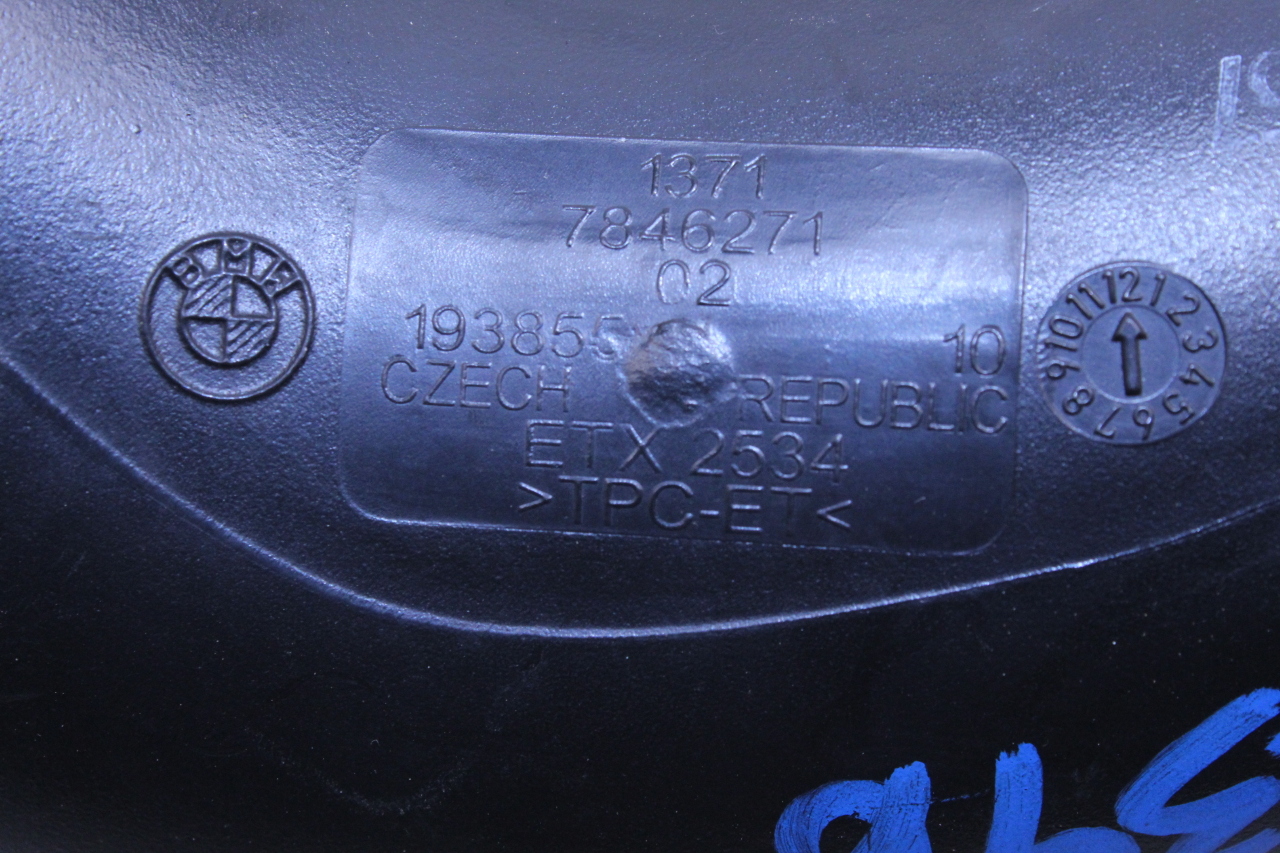 1371
7846271
02
10
CZECH REPUBLIC
ETX 2534
>TPC-ET<
BMW
1 2 3 4 5 6 7 8 9 10 11 12